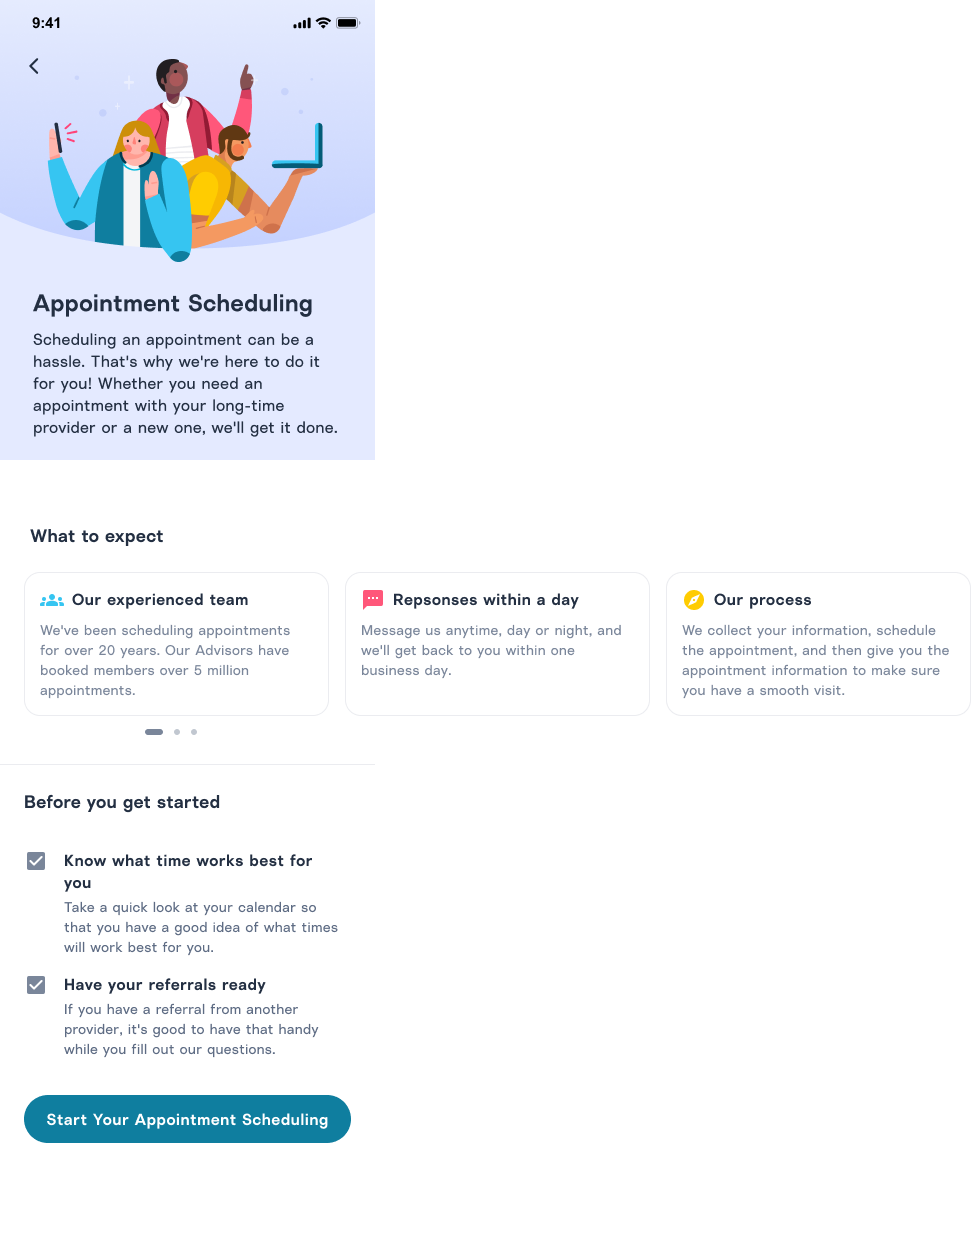 9:41
Appointment Scheduling
Scheduling an appointment can be a
hassle. That's why we're here to do it
for you! Whether you need an
appointment with your long-time
provider or a new one, we'll get it done.
What to expect
Our experienced team
We've been scheduling appointments
for over 20 years. Our Advisors have
booked members over 5 million
appointments.
Repsonses within a day
Message us anytime, day or night, and
we'll get back to you within one
business day.
Our process
We collect your information, schedule
the appointment, and then give you the
appointment information to make sure
you have a smooth visit.
Before you get started
Know what time works best for
you
Take a quick look at your calendar so
that you have a good idea of what times
will work best for you.
Have your referrals ready
If you have a referral from another
provider, it's good to have that handy
while you fill out our questions.
Start Your Appointment Scheduling